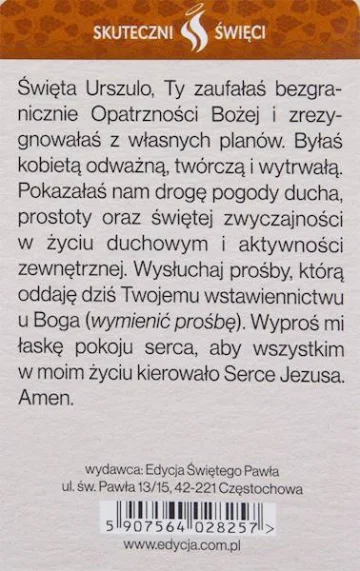 SKUTECZNI ŚWIĘCI
Święta Urszulo, Ty zaufałaś bezgra-
nicznie Opatrzności Bożej i zrezy-
gnowałaś z własnych planów. Byłaś
kobietą odważną, twórczą i wytrwałą.
Pokazałaś nam drogę pogody ducha,
prostoty oraz świętej zwyczajności
w życiu duchowym i aktywności
zewnętrznej. Wysłuchaj prośby, którą
oddaję dziś Twojemu wstawiennictwu
u Boga (wymienić prośbę). Wyproś mi
łaskę pokoju serca, aby wszystkim
w moim życiu kierowało Serce Jezusa.
Amen.
wydawca: Edycja Świętego Pawła
ul. św. Pawła 13/15, 42-221 Częstochowa
5 907564 028257 >
www.edycja.com.pl